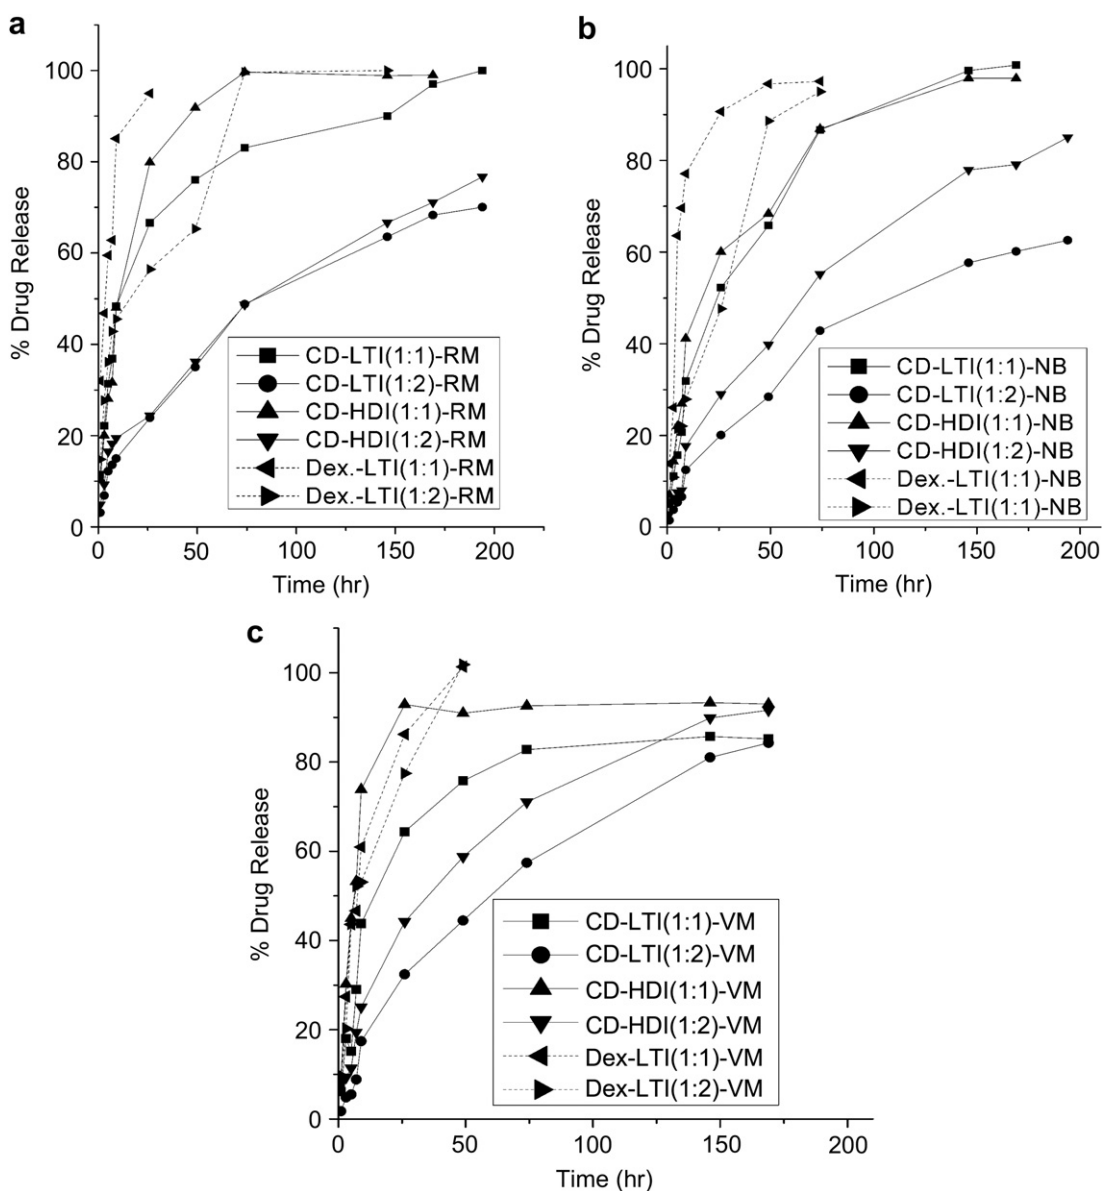 a
% Drug Release
100
80
60
40
20
0
CD-LTI(1:1)-RM
CD-LTI(1:2)-RM
CD-HDI(1:1)-RM
CD-HDI(1:2)-RM
Dex.-LTI(1:1)-RM
Dex.-LTI(1:2)-RM
0 50 100 150 200
Time (hr)
b
% Drug Release
100
80
60
40
20
0
CD-LTI(1:1)-NB
CD-LTI(1:2)-NB
CD-HDI(1:1)-NB
CD-HDI(1:2)-NB
Dex.-LTI(1:1)-NB
Dex.-LTI(1:1)-NB
0 50 100 150 200
Time (hr)
c
% Drug Release
100
80
60
40
20
0
CD-LTI(1:1)-VM
CD-LTI(1:2)-VM
CD-HDI(1:1)-VM
CD-HDI(1:2)-VM
Dex-LTI(1:1)-VM
Dex-LTI(1:2)-VM
0 50 100 150 200
Time (hr)